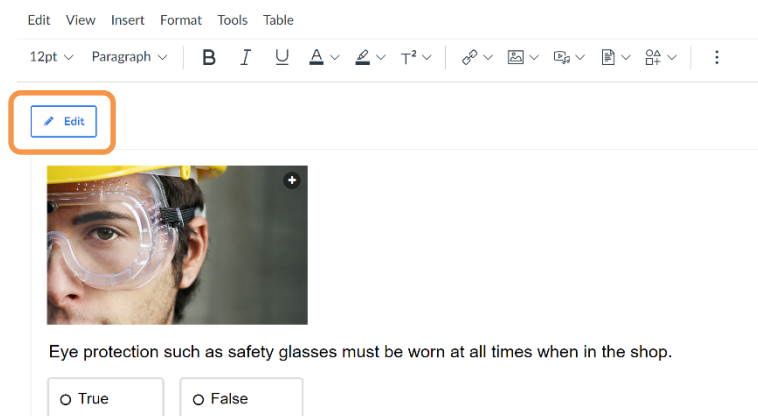 Edit View Insert Format Tools Table
12pt Paragraph B I U A T²
Edit
Eye protection such as safety glasses must be worn at all times when in the shop.
True False